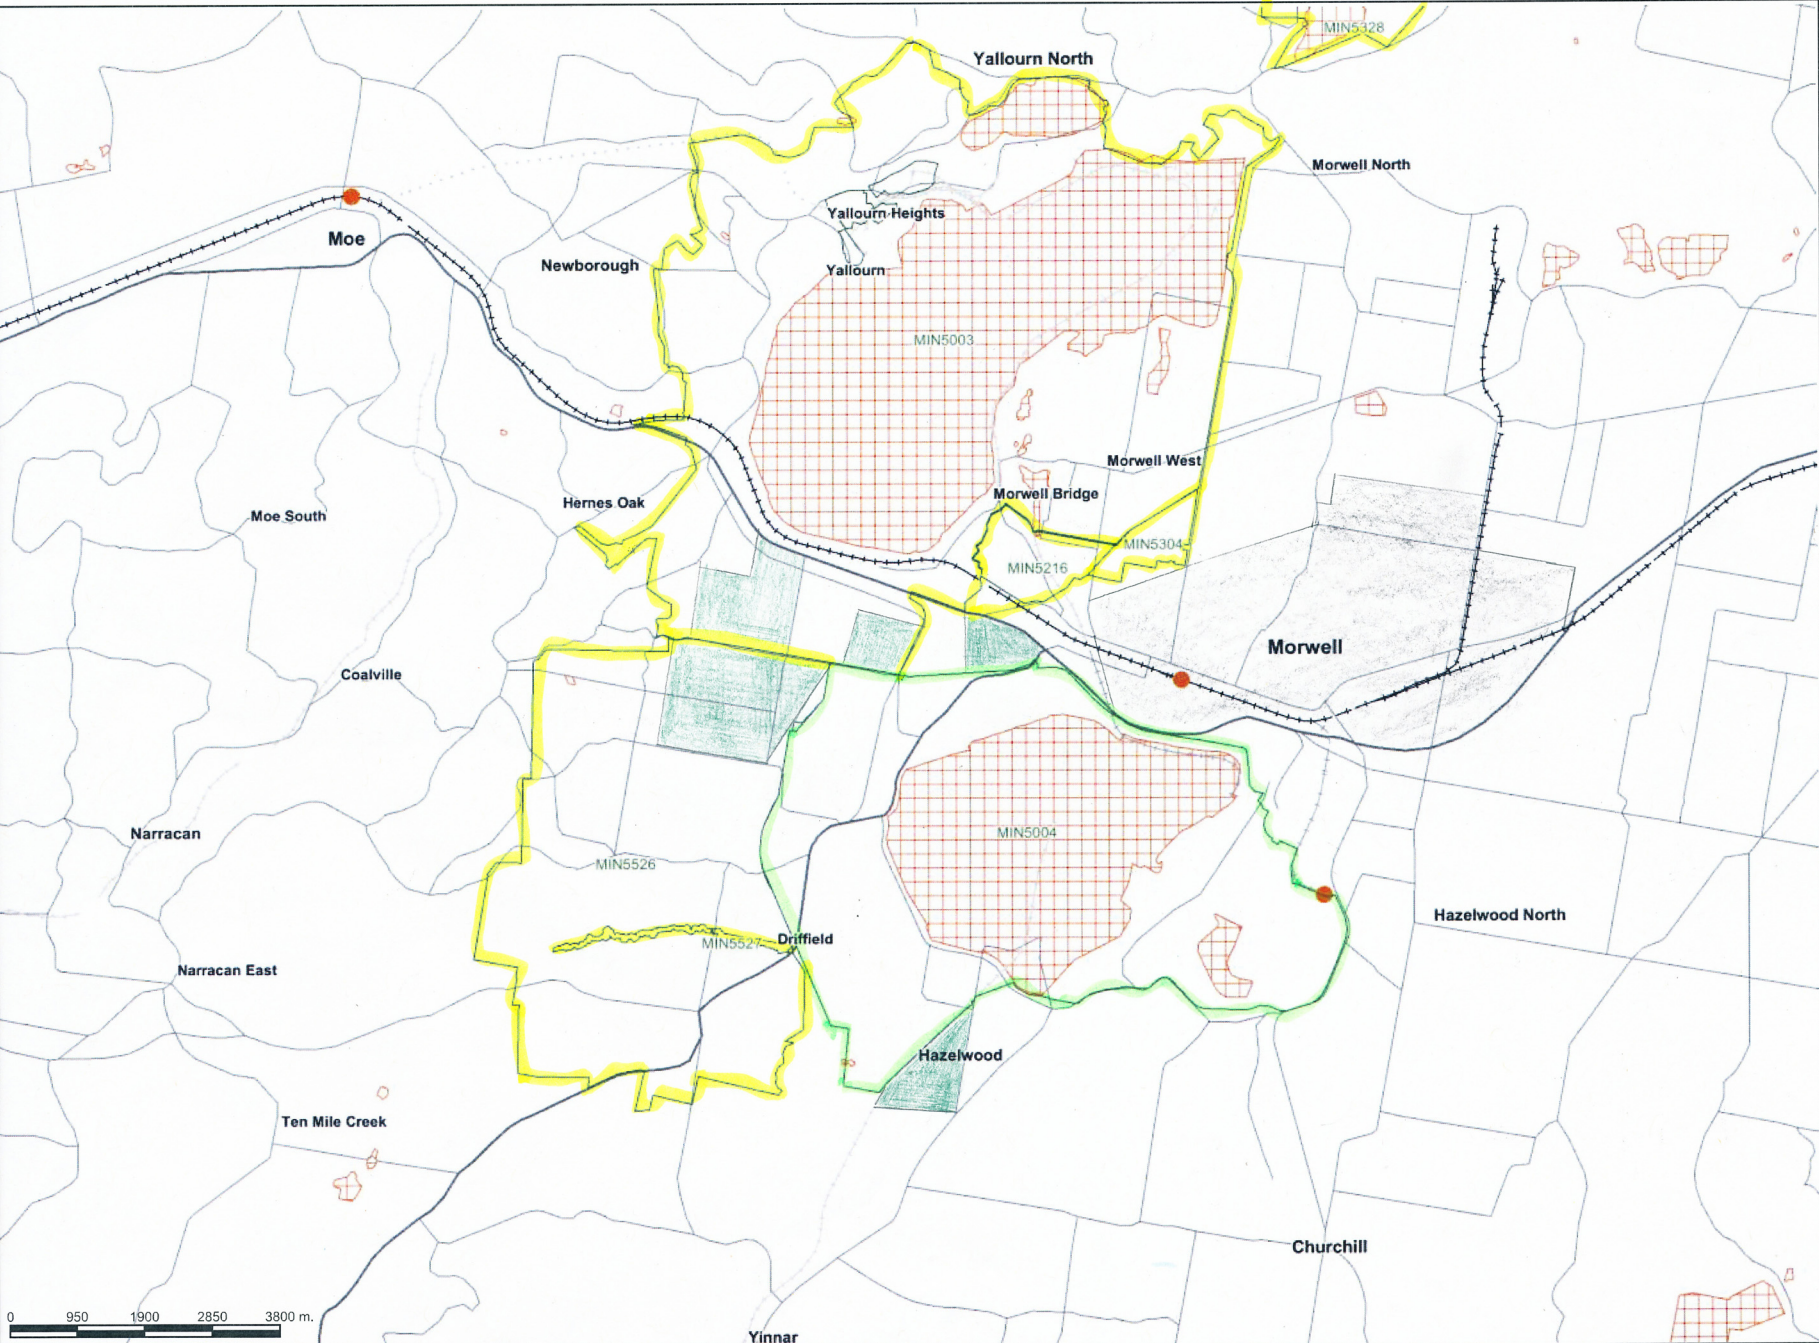 MIN5328
Yallourn North
Morwell North
Yallourn Heights
Moe
Newborough
Yallourn
MIN5003
Morwell West
Morwell Bridge
Hernes Oak
Moe South
MIN5304
MIN5216
Morwell
Coalville
MIN5004
Narracan
MIN5526
Hazelwood North
MIN5527
Driffield
Narracan East
Hazelwood
Ten Mile Creek
Churchill
0 950 1900 2850 3800 m.
Yinnar